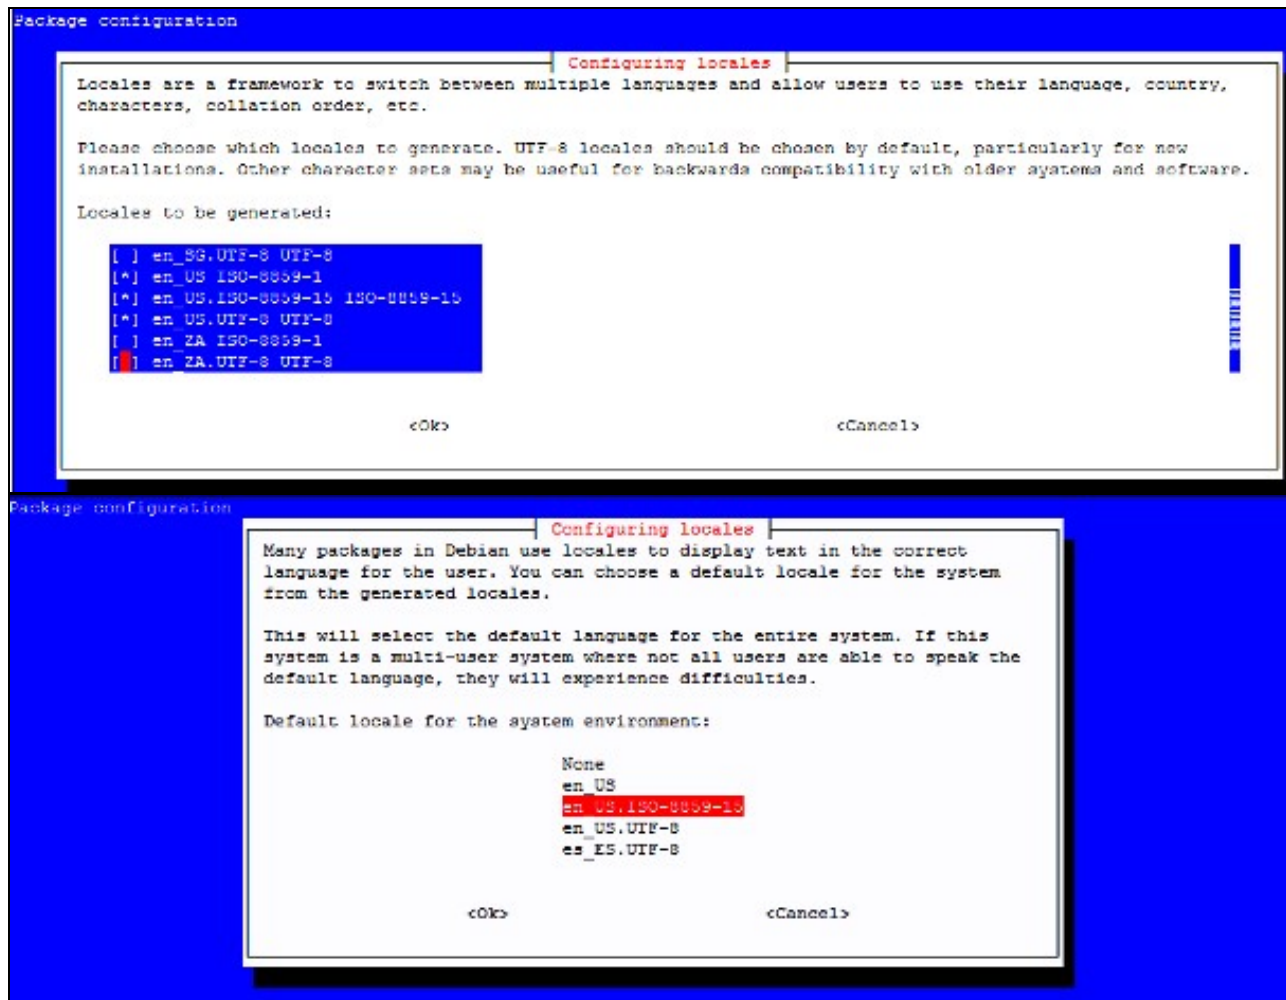 Package configuration
Configuring locales
Locales are a framework to switch between multiple languages and allow users to use their language, country,
characters, collation order, etc.
Please choose which locales to generate. UTF-8 locales should be chosen by default, particularly for new
installations. Other character sets may be useful for backwards compatibility with older systems and software.
Locales to be generated:
[ ] en_SG.UTF-8 UTF-8
[*] en_US ISO-8859-1
[*] en_US.ISO-8859-15 ISO-8859-15
[*] en_US.UTF-8 UTF-8
[ ] en_ZA ISO-8859-1
[ ] en_ZA.UTF-8 UTF-8
<Ok> <Cancel>
Package configuration
Configuring locales
Many packages in Debian use locales to display text in the correct
language for the user. You can choose a default locale for the system
from the generated locales.
This will select the default language for the entire system. If this
system is a multi-user system where not all users are able to speak the
default language, they will experience difficulties.
Default locale for the system environment:
None
en_US
en_US.ISO-8859-15
en_US.UTF-8
es_ES.UTF-8
<Ok> <Cancel>